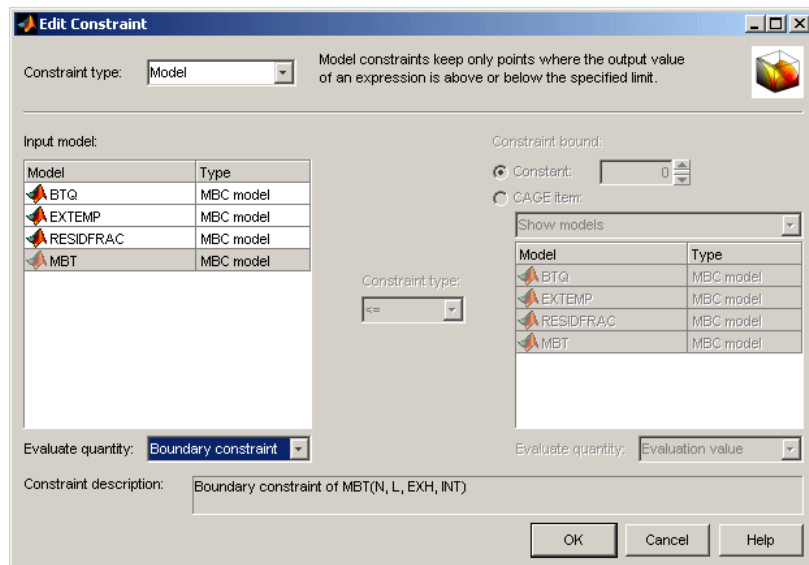 Edit Constraint
Constraint type: Model
Model constraints keep only points where the output value
of an expression is above or below the specified limit.
Input model:
Model Type
BTQ MBC model
EXTEMP MBC model
RESIDFRAC MBC model
MBT MBC model
Evaluate quantity: Boundary constraint
Constraint type:
<=
Constraint bound:
Constant: 0
CAGE item:
Show models
Model Type
BTQ MBC model
EXTEMP MBC model
RESIDFRAC MBC model
MBT MBC model
Evaluate quantity: Evaluation value
Constraint description: Boundary constraint of MBT(N, L, EXH, INT)
OK Cancel Help